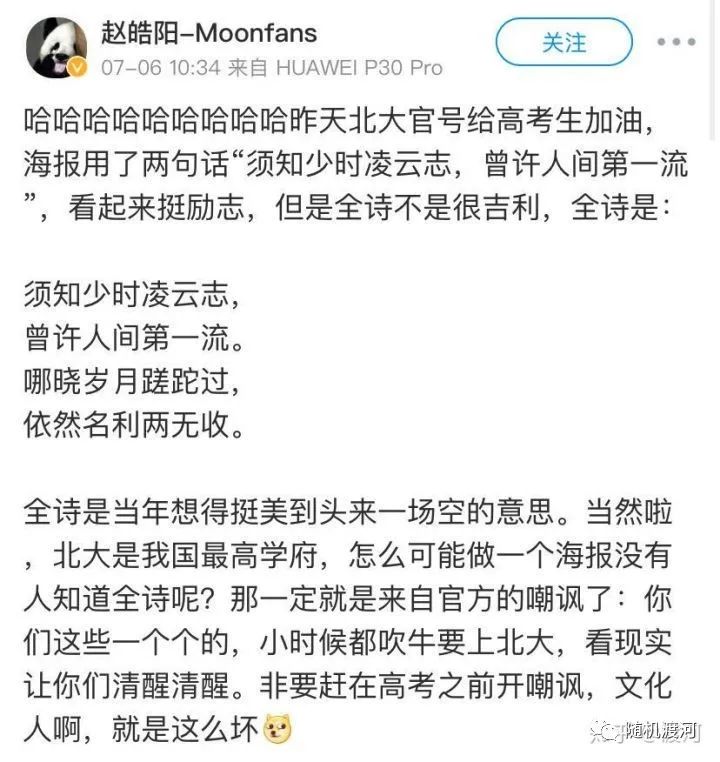 赵皓阳-Moonfans
关注
07-06 10:34 来自 HUAWEI P30 Pro
哈哈哈哈哈哈哈哈哈昨天北大官号给高考生加油，
海报用了两句话“须知少时凌云志，曾许人间第一流
”，看起来挺励志，但是全诗不是很吉利，全诗是：
须知少时凌云志，
曾许人间第一流。
哪晓岁月蹉跎过，
依然名利两无收。
全诗是当年想得挺美到头来一场空的意思。当然啦
，北大是我国最高学府，怎么可能做一个海报没有
人知道全诗呢？那一定就是来自官方的嘲讽了：你
们这些一个个的，小时候都吹牛要上北大，看现实
让你们清醒清醒。非要赶在高考之前开嘲讽，文化
人啊，就是这么坏
随机渡河